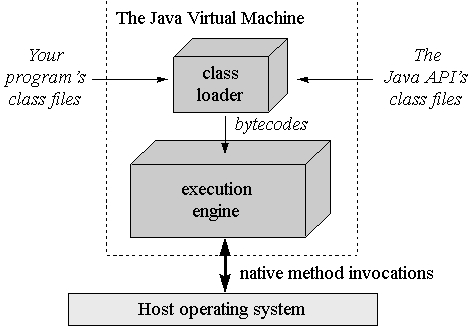 The Java Virtual Machine
Your
program's
class files
class
loader
The
Java API's
class files
bytecodes
execution
engine
native method invocations
Host operating system